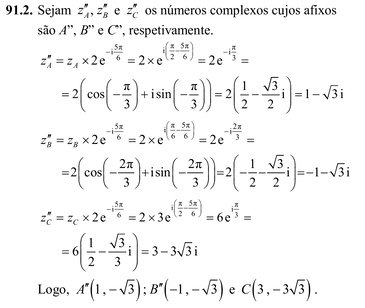 91.2. Sejam z″_A, z″_B e z″_C os números complexos cujos afixos
são A”, B” e C”, respetivamente.
z″_A = z_A × 2e^{-i5π/6} = 2 × e^{i(π/2 - 5π/6)} = 2e^{-iπ/3} =
= 2(cos(-π/3) + i sin(-π/3)) = 2(1/2 - √3/2 i) = 1 - √3 i
z″_B = z_B × 2e^{-i5π/6} = 2 × e^{i(π/6 - 5π/6)} = 2e^{-i2π/3} =
= 2(cos(-2π/3) + i sin(-2π/3)) = 2(-1/2 - √3/2 i) = -1 - √3 i
z″_C = z_C × 2e^{-i5π/6} = 2 × 3e^{i(π/2 - 5π/6)} = 6e^{iπ/3} =
= 6(1/2 - √3/3 i) = 3 - 3√3 i
Logo, A″(1, -√3); B″(-1, -√3) e C(3, -3√3).